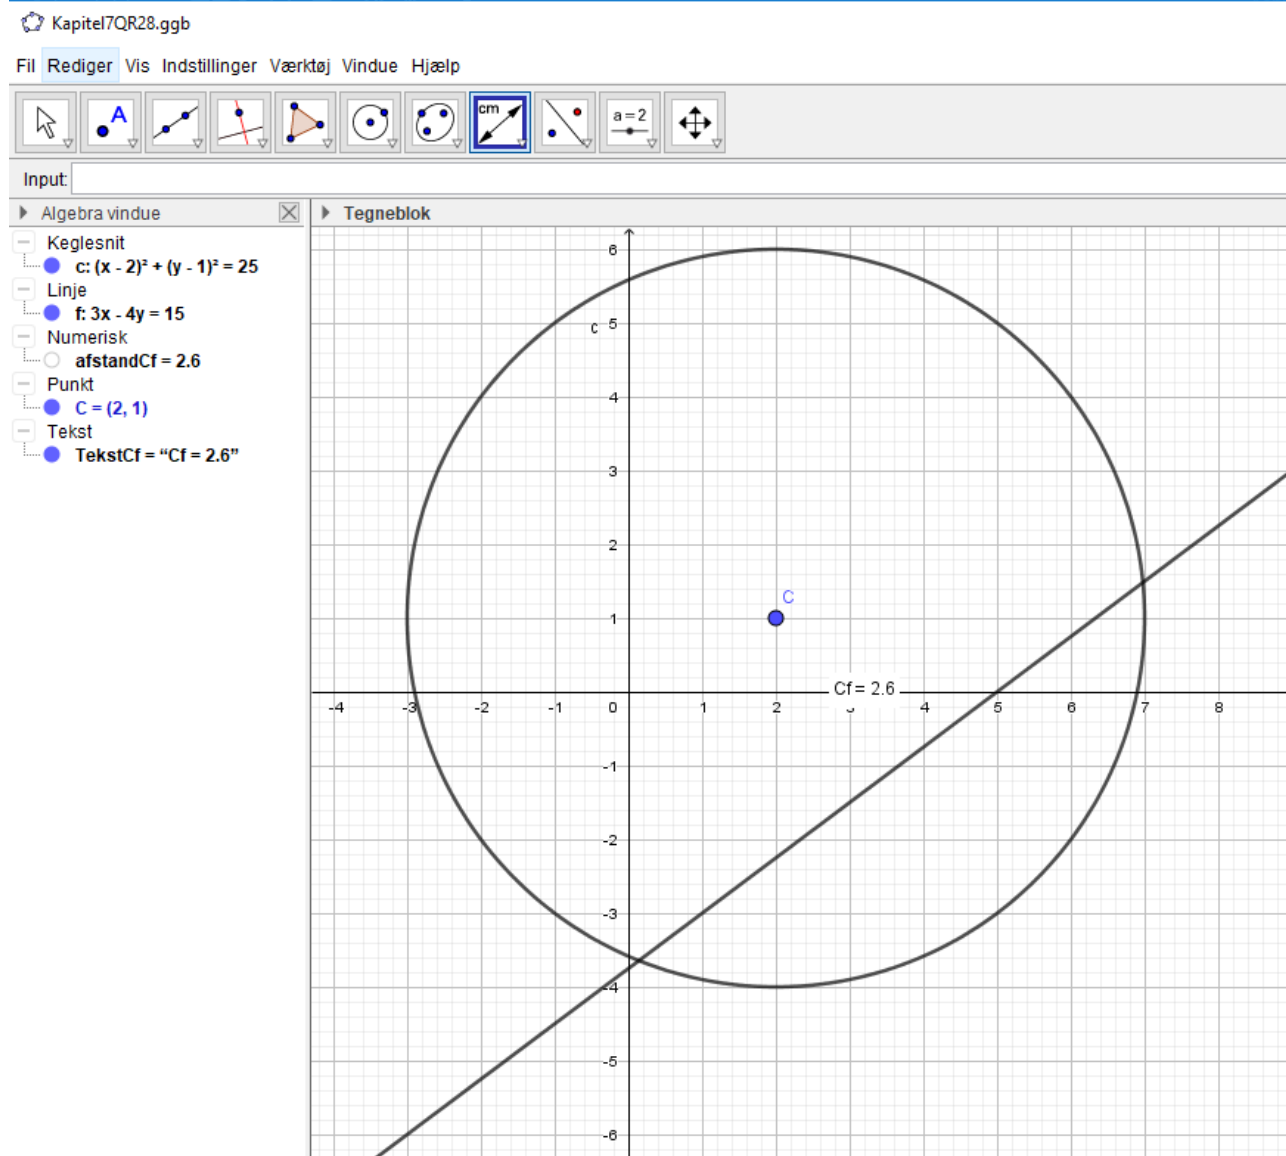 Kapitel7QR28.ggb
Fil Rediger Vis Indstillinger Værktøj Vindue Hjælp
A cm a = 2
Input:
Algebra vindue
Keglesnit
c: (x - 2)² + (y - 1)² = 25
Linje
f: 3x - 4y = 15
Numerisk
afstandCf = 2.6
Punkt
C = (2, 1)
Tekst
TekstCf = “Cf = 2.6”
Tegneblok
6
c 5
4
3
2
C
1
Cf = 2.6
-4 -3 -2 -1 0 1 2 3 4 5 6 7 8
-1
-2
-3
-4
-5
-6